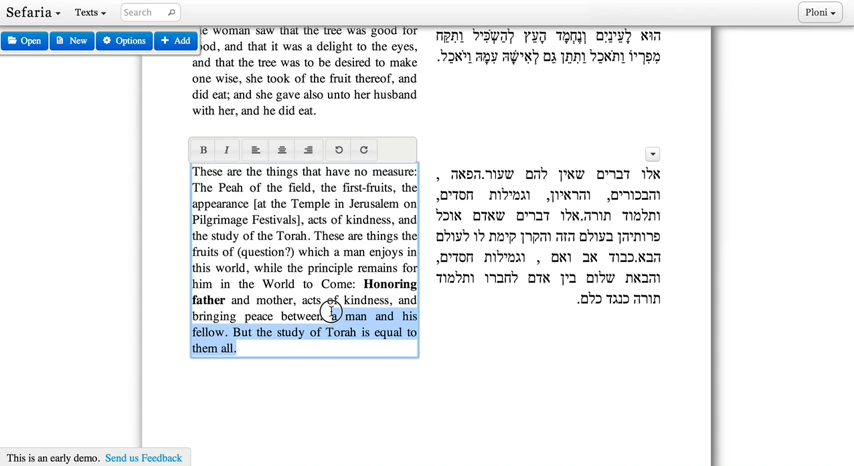 Sefaria
Texts
Search
Ploni
Open
New
Options
Add
woman saw that the tree was good for
food, and that it was a delight to the eyes,
and that the tree was to be desired to make
one wise, she took of the fruit thereof, and
did eat; and she gave also unto her husband
with her, and he did eat.
הוּא לָעֵינַיִם וְנֶחְמָד הָעֵץ לְהַשְׂכִּיל וַתִּקַּח
מִפִּרְיוֹ וַתֹּאכַל וַתִּתֵּן גַּם לְאִישָׁהּ עִמָּהּ וַיֹּאכַל.
B I
These are the things that have no measure:
The Peah of the field, the first-fruits, the
appearance [at the Temple in Jerusalem on
Pilgrimage Festivals], acts of kindness, and
the study of the Torah. These are things the
fruits of (question?) which a man enjoys in
this world, while the principle remains for
him in the World to Come: Honoring
father and mother, acts of kindness, and
bringing peace between a man and his
fellow. But the study of Torah is equal to
them all.
אלו דברים שאין להם שעור.הפאה ,
והבכורים, והראיון, וגמילות חסדים,
ותלמוד תורה.אלו דברים שאדם אוכל
פרותיהן בעולם הזה והקרן קימת לו לעולם
הבא.כבוד אב ואם , וגמילות חסדים,
והבאת שלום בין אדם לחברו ותלמוד
תורה כנגד כלם.
This is an early demo. Send us Feedback